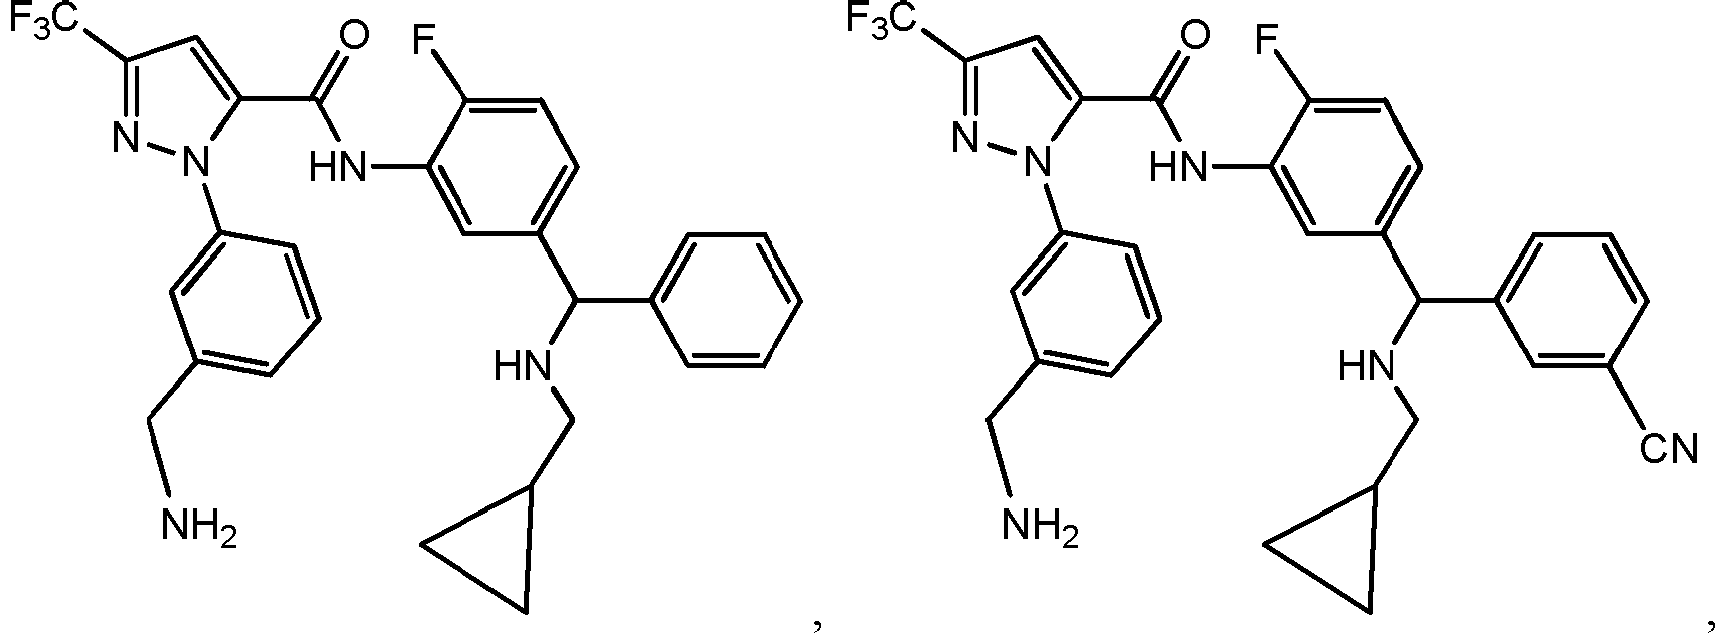 F3C O F F3C O F
N N HN N N HN
HN HN
CN
NH2 NH2
, ,